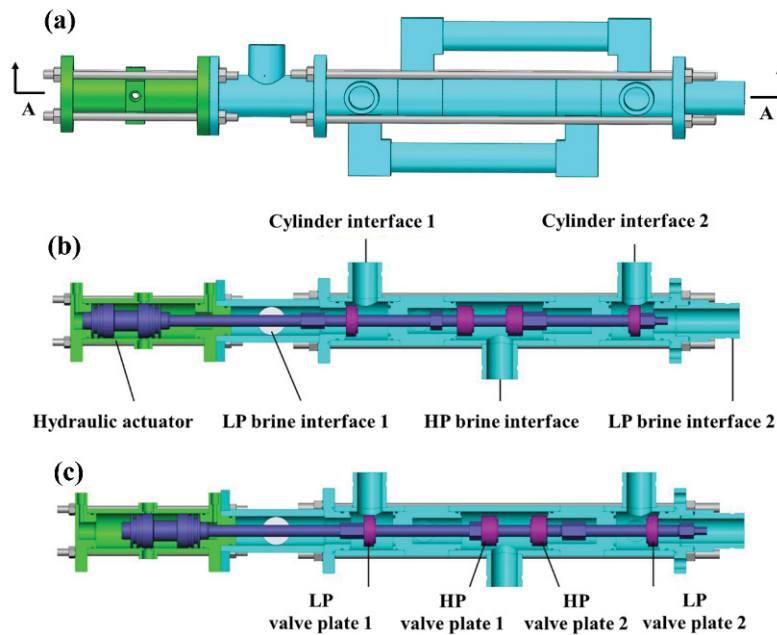 (a)
A
A
(b)
Cylinder interface 1
Cylinder interface 2
Hydraulic actuator
LP brine interface 1
HP brine interface
LP brine interface 2
(c)
LP
valve plate 1
HP
valve plate 1
HP
valve plate 2
LP
valve plate 2